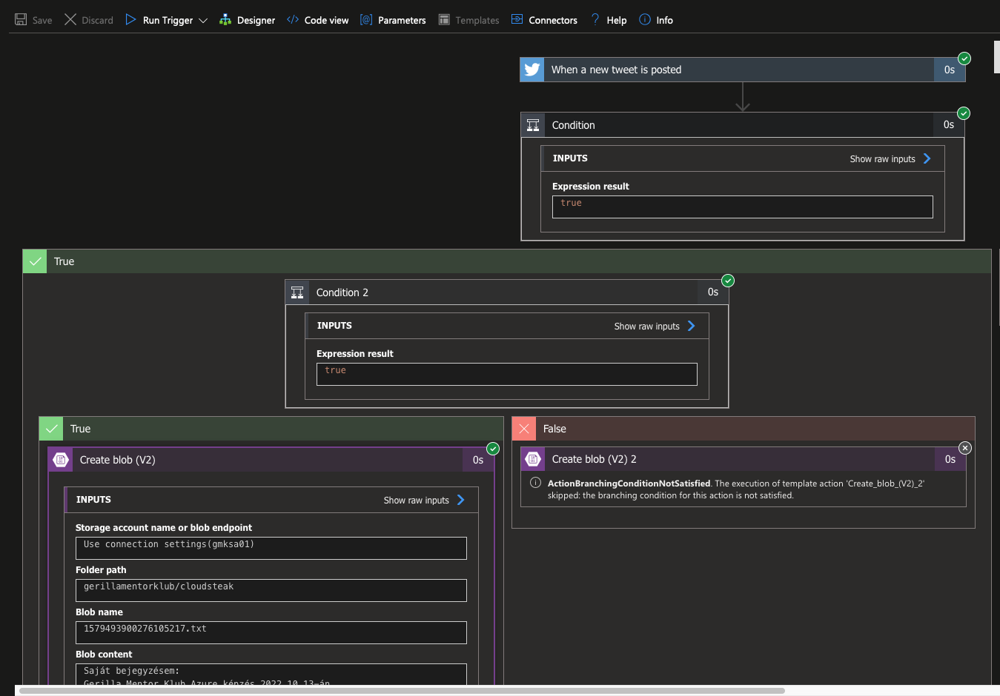 Save Discard Run Trigger Designer Code view Parameters Templates Connectors Help Info
When a new tweet is posted 0s
Condition 0s
INPUTS Show raw inputs
Expression result
true
True
Condition 2 0s
INPUTS Show raw inputs
Expression result
true
True
Create blob (V2) 0s
INPUTS Show raw inputs
Storage account name or blob endpoint
Use connection settings(gmksa01)
Folder path
gerillamentorklub/cloudsteak
Blob name
1579493900276105217.txt
Blob content
Saját bejegyzésem:
Gerilla Mentor Klub Azure képzés 2022.10.13-án
False
Create blob (V2) 2 0s
ActionBranchingConditionNotSatisfied. The execution of template action 'Create_blob_(V2)_2'
skipped: the branching condition for this action is not satisfied.